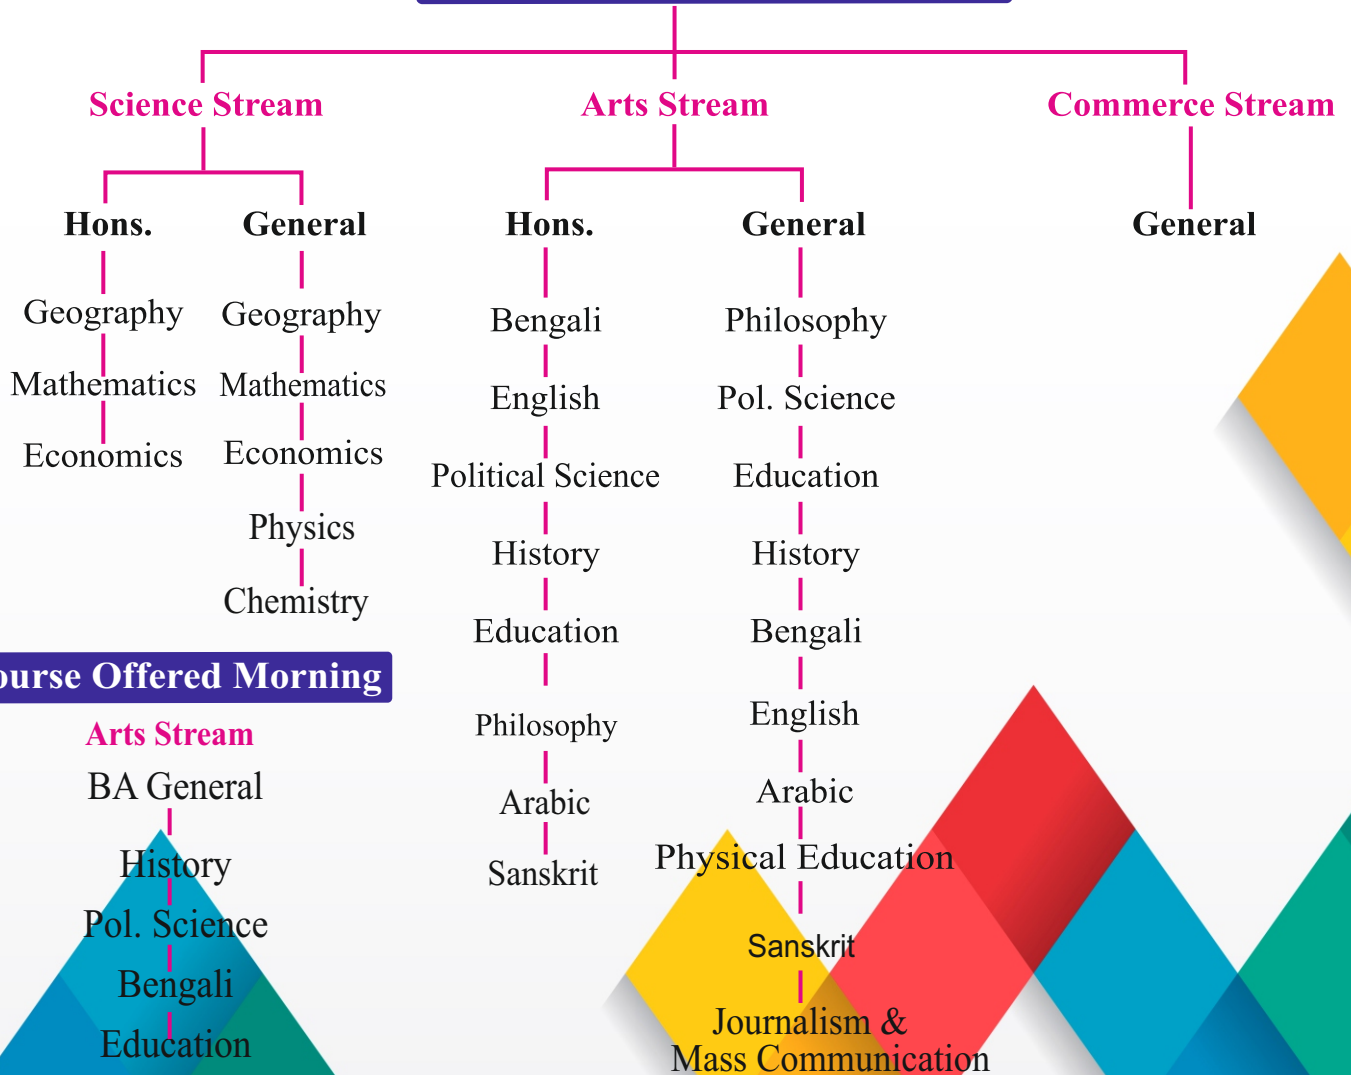 Science Stream
Arts Stream
Commerce Stream
Hons.
General
Hons.
General
General
Geography
Mathematics
Economics
Geography
Mathematics
Economics
Physics
Chemistry
Bengali
English
Political Science
History
Education
Philosophy
Arabic
Sanskrit
Philosophy
Pol. Science
Education
History
Bengali
English
Arabic
Physical Education
Sanskrit
Journalism &
Mass Communication
ourse Offered Morning
Arts Stream
BA General
History
Pol. Science
Bengali
Education